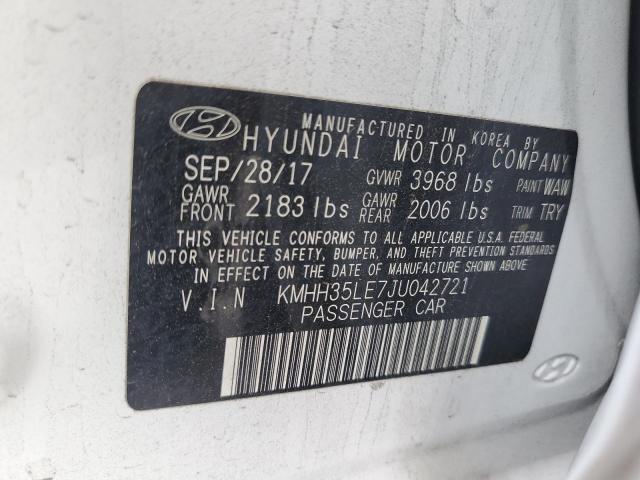 MANUFACTURED IN KOREA BY
HYUNDAI MOTOR COMPANY
SEP/28/17 GVWR 3968 lbs PAINT WAW
GAWR FRONT 2183 lbs GAWR REAR 2006 lbs TRIM TRY
THIS VEHICLE CONFORMS TO ALL APPLICABLE U.S.A. FEDERAL
MOTOR VEHICLE SAFETY, BUMPER, AND THEFT PREVENTION STANDARDS
IN EFFECT ON THE DATE OF MANUFACTURE SHOWN ABOVE
V.I.N KMHH35LE7JU042721
PASSENGER CAR